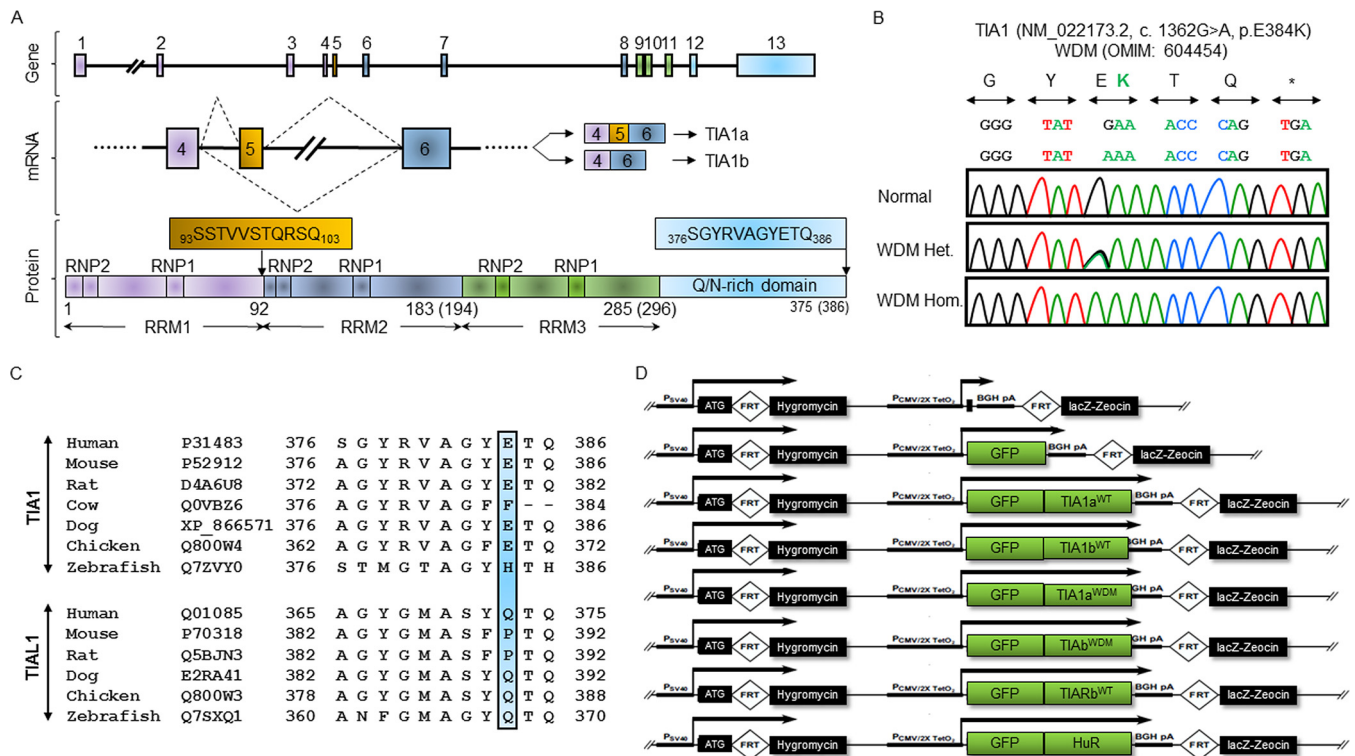 A
Gene
1 2 3 4 5 6 7 8 9 10 11 12 13
mRNA
4 5 6
4 5 6 TIA1a
4 6 TIA1b
Protein
93SSTVVSTQRSQ103
376SGYRVAGYETQ386
RNP2 RNP1 RNP2 RNP1 RNP2 RNP1
Q/N-rich domain
1 92 183 (194) 285 (296) 375 (386)
RRM1 RRM2 RRM3
B
TIA1 (NM_022173.2, c. 1362G>A, p.E384K)
WDM (OMIM: 604454)
G Y E K T Q *
GGG TAT GAA ACC CAG TGA
GGG TAT AAA ACC CAG TGA
Normal
WDM Het.
WDM Hom.
C
TIA1
Human P31483 376 S G Y R V A G Y E T Q 386
Mouse P52912 376 A G Y R V A G Y E T Q 386
Rat D4A6U8 372 A G Y R V A G Y E T Q 382
Cow Q0VBZ6 376 A G Y R V A G F F - - 384
Dog XP_866571 376 A G Y R V A G Y E T Q 386
Chicken Q800W4 362 A G Y R V A G F E T Q 372
Zebrafish Q7ZVY0 376 S T M G T A G Y H T H 386
TIAL1
Human Q01085 365 A G Y G M A S Y Q T Q 375
Mouse P70318 382 A G Y G M A S F P T Q 392
Rat Q5BJN3 382 A G Y G M A S F P T Q 392
Dog E2RA41 382 A G Y G M A S Y Q T Q 392
Chicken Q800W3 378 A G Y G M A S Y Q T Q 388
Zebrafish Q7SXQ1 360 A N F G M A G Y Q T Q 370
D
PSV40 ATG FRT Hygromycin PCMV/2X TetO2 BGH pA FRT lacZ-Zeocin
PSV40 ATG FRT Hygromycin PCMV/2X TetO2 GFP BGH pA FRT lacZ-Zeocin
PSV40 ATG FRT Hygromycin PCMV/2X TetO2 GFP TIA1aWT BGH pA FRT lacZ-Zeocin
PSV40 ATG FRT Hygromycin PCMV/2X TetO2 GFP TIA1bWT BGH pA FRT lacZ-Zeocin
PSV40 ATG FRT Hygromycin PCMV/2X TetO2 GFP TIA1aWDM BGH pA FRT lacZ-Zeocin
PSV40 ATG FRT Hygromycin PCMV/2X TetO2 GFP TIAbWDM BGH pA FRT lacZ-Zeocin
PSV40 ATG FRT Hygromycin PCMV/2X TetO2 GFP TIARbWT BGH pA FRT lacZ-Zeocin
PSV40 ATG FRT Hygromycin PCMV/2X TetO2 GFP HuR BGH pA FRT lacZ-Zeocin